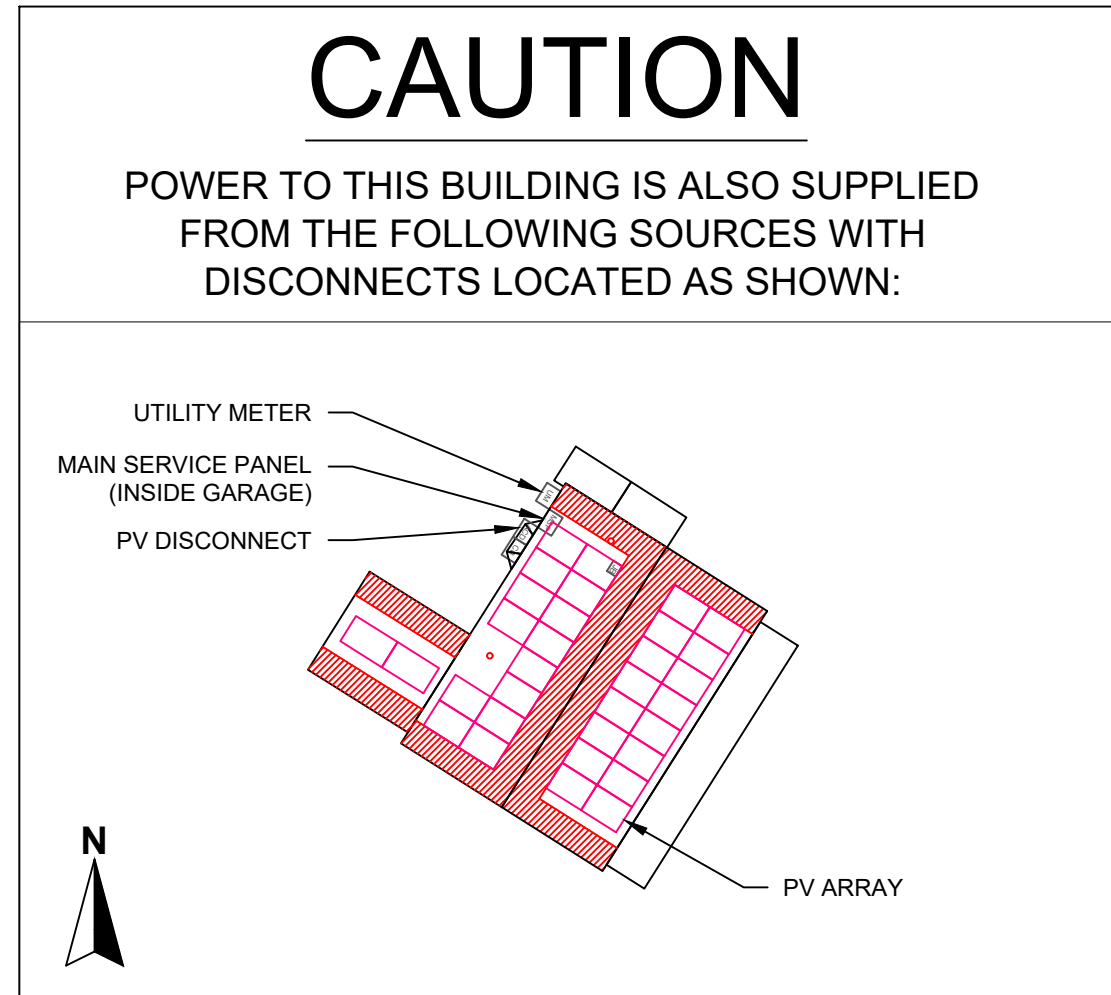 CAUTION
POWER TO THIS BUILDING IS ALSO SUPPLIED
FROM THE FOLLOWING SOURCES WITH
DISCONNECTS LOCATED AS SHOWN:
UTILITY METER
MAIN SERVICE PANEL
(INSIDE GARAGE)
PV DISCONNECT
UM
N
PV ARRAY